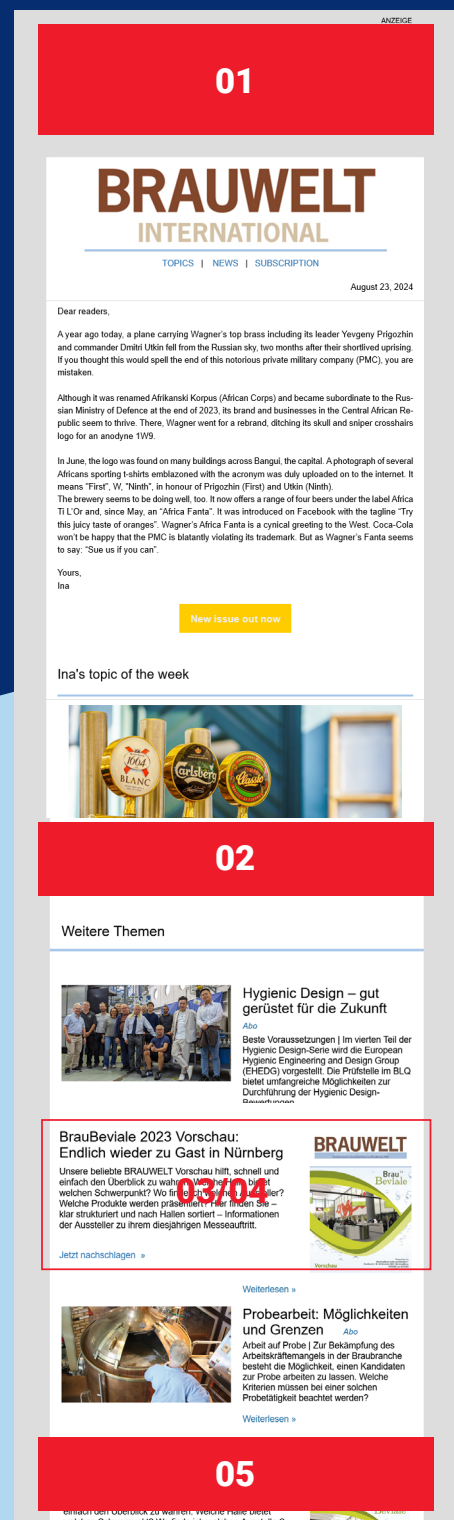 ANZEIGE
01
BRAUWELT
INTERNATIONAL
TOPICS | NEWS | SUBSCRIPTION
August 23, 2024
Dear readers,
A year ago today, a plane carrying Wagner's top brass including its leader Yevgeny Prigozhin
and commander Dmitri Utkin fell from the Russian sky, two months after their shortlived uprising.
If you thought this would spell the end of this notorious private military company (PMC), you are
mistaken.
Although it was renamed Afrikanski Korpus (African Corps) and became subordinate to the Rus-
sian Ministry of Defence at the end of 2023, its brand and businesses in the Central African Re-
public seem to thrive. There, Wagner went for a rebrand, ditching its skull and sniper crosshairs
logo for an anodyne 1W9.
In June, the logo was found on many buildings across Bangui, the capital. A photograph of several
Africans sporting t-shirts emblazoned with the acronym was duly uploaded on to the internet. It
means "First", W, "Ninth", in honour of Prigozhin (First) and Utkin (Ninth).
The brewery seems to be doing well, too. It now offers a range of four beers under the label Africa
Ti L'Or and, since May, an "Africa Fanta". It was introduced on Facebook with the tagline "Try
this juicy taste of oranges". Wagner's Africa Fanta is a cynical greeting to the West. Coca-Cola
won't be happy that the PMC is blatantly violating its trademark. But as Wagner's Fanta seems
to say: "Sue us if you can".
Yours,
Ina
New issue out now
Ina's topic of the week
1664
BLANC
Carlsberg
Classic
02
Weitere Themen
Hygienic Design – gut
gerüstet für die Zukunft
Abo
Beste Voraussetzungen | Im vierten Teil der
Hygienic Design-Serie wird die European
Hygienic Engineering and Design Group
(EHEDG) vorgestellt. Die Prüfstelle im BLQ
bietet umfangreiche Möglichkeiten zur
Durchführung der Hygienic Design-
Bewertungen
BrauBeviale 2023 Vorschau:
Endlich wieder zu Gast in Nürnberg
Unsere beliebte BRAUWELT Vorschau hilft, schnell und
einfach den Überblick zu wahren. Welche Halle bietet
welchen Schwerpunkt? Wo finde ich welchen Aussteller?
Welche Produkte werden präsentiert? Hier finden Sie –
klar strukturiert und nach Hallen sortiert – Informationen
der Aussteller zu ihrem diesjährigen Messeauftritt.
Jetzt nachschlagen »
03/04
BRAUWELT
Brau
Beviale
Vorschau
Weiterlesen »
Probearbeit: Möglichkeiten
und Grenzen Abo
Arbeit auf Probe | Zur Bekämpfung des
Arbeitskräftemangels in der Braubranche
besteht die Möglichkeit, einen Kandidaten
zur Probe arbeiten zu lassen. Welche
Kriterien müssen bei einer solchen
Probetätigkeit beachtet werden?
Weiterlesen »
05
einfach den Überblick zu wahren. Welche Halle bietet
Beviale